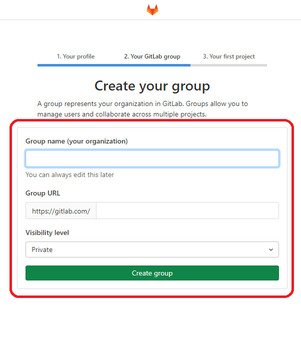 1. Your profile 2. Your GitLab group 3. Your first project
Create your group
A group represents your organization in GitLab. Groups allow you to
manage users and collaborate across multiple projects.
Group name (your organization)
You can always edit this later
Group URL
https://gitlab.com/
Visibility level
Private
Create group